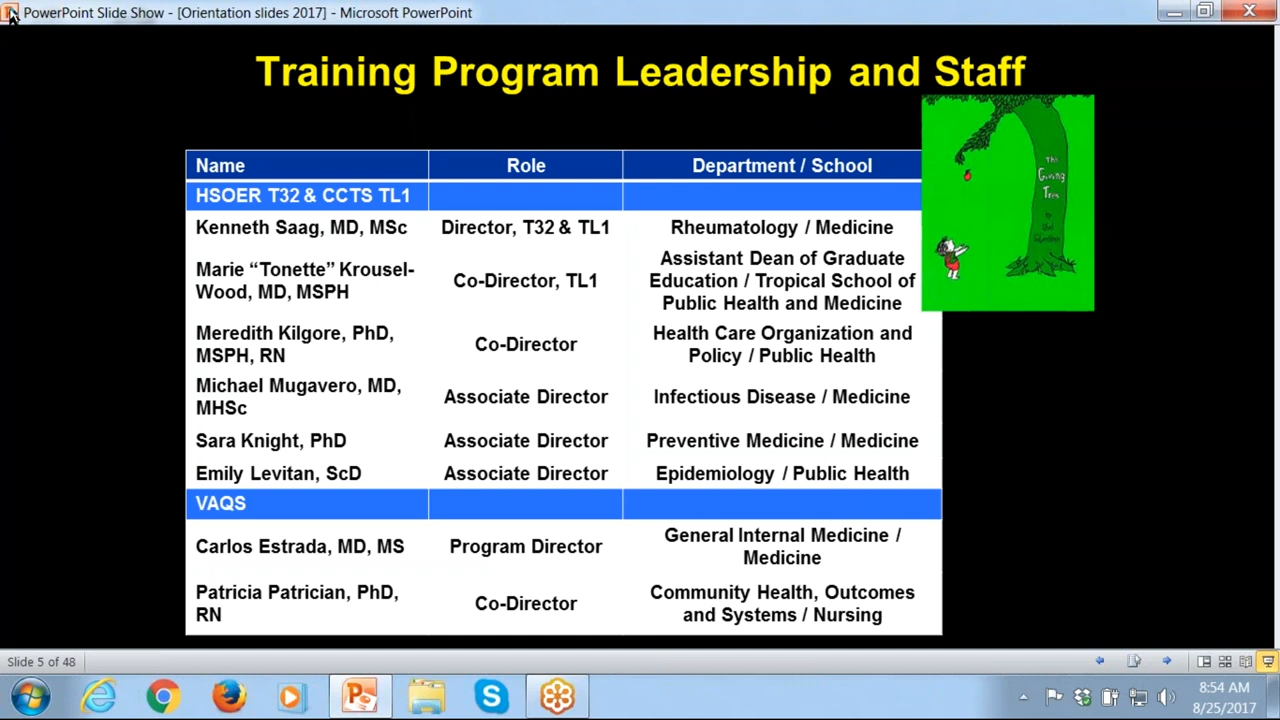 PowerPoint Slide Show - [Orientation slides 2017] - Microsoft PowerPoint
Training Program Leadership and Staff
Name Role Department / School
HSOER T32 & CCTS TL1
Kenneth Saag, MD, MSc Director, T32 & TL1 Rheumatology / Medicine
Marie “Tonette” Krousel-
Wood, MD, MSPH
Co-Director, TL1
Assistant Dean of Graduate
Education / Tropical School of
Public Health and Medicine
Meredith Kilgore, PhD,
MSPH, RN
Co-Director
Health Care Organization and
Policy / Public Health
Michael Mugavero, MD,
MHSc
Associate Director
Infectious Disease / Medicine
Sara Knight, PhD Associate Director Preventive Medicine / Medicine
Emily Levitan, ScD Associate Director Epidemiology / Public Health
VAQS
Carlos Estrada, MD, MS
Program Director
General Internal Medicine /
Medicine
Patricia Patrician, PhD,
RN
Co-Director
Community Health, Outcomes
and Systems / Nursing
The
Giving
Tree
Slide 5 of 48
8:54 AM
8/25/2017